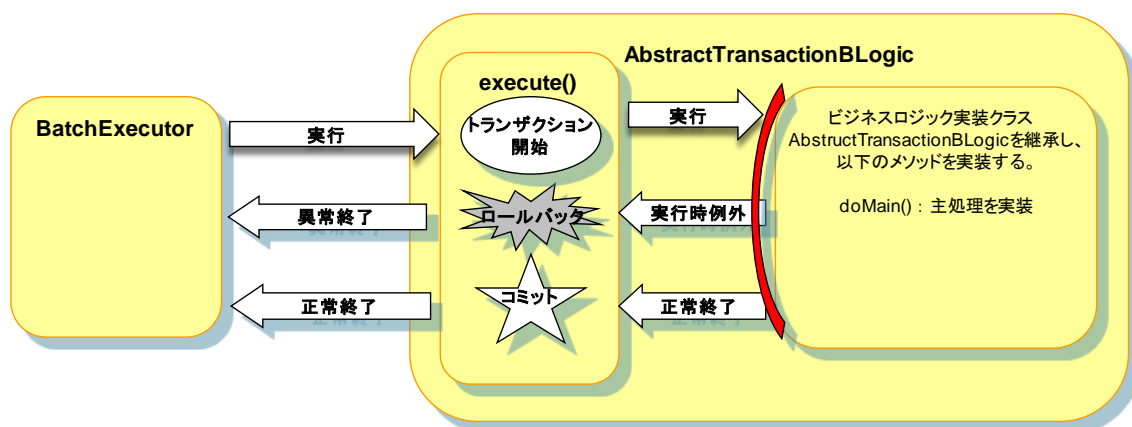 AbstractTransactionBLogic
execute()
BatchExecutor
実行
トランザクション
開始
実行
ビジネスロジック実装クラス
AbstructTransactionBLogicを継承し、
以下のメソッドを実装する。
doMain() : 主処理を実装
異常終了
ロールバック
実行時例外
正常終了
コミット
正常終了